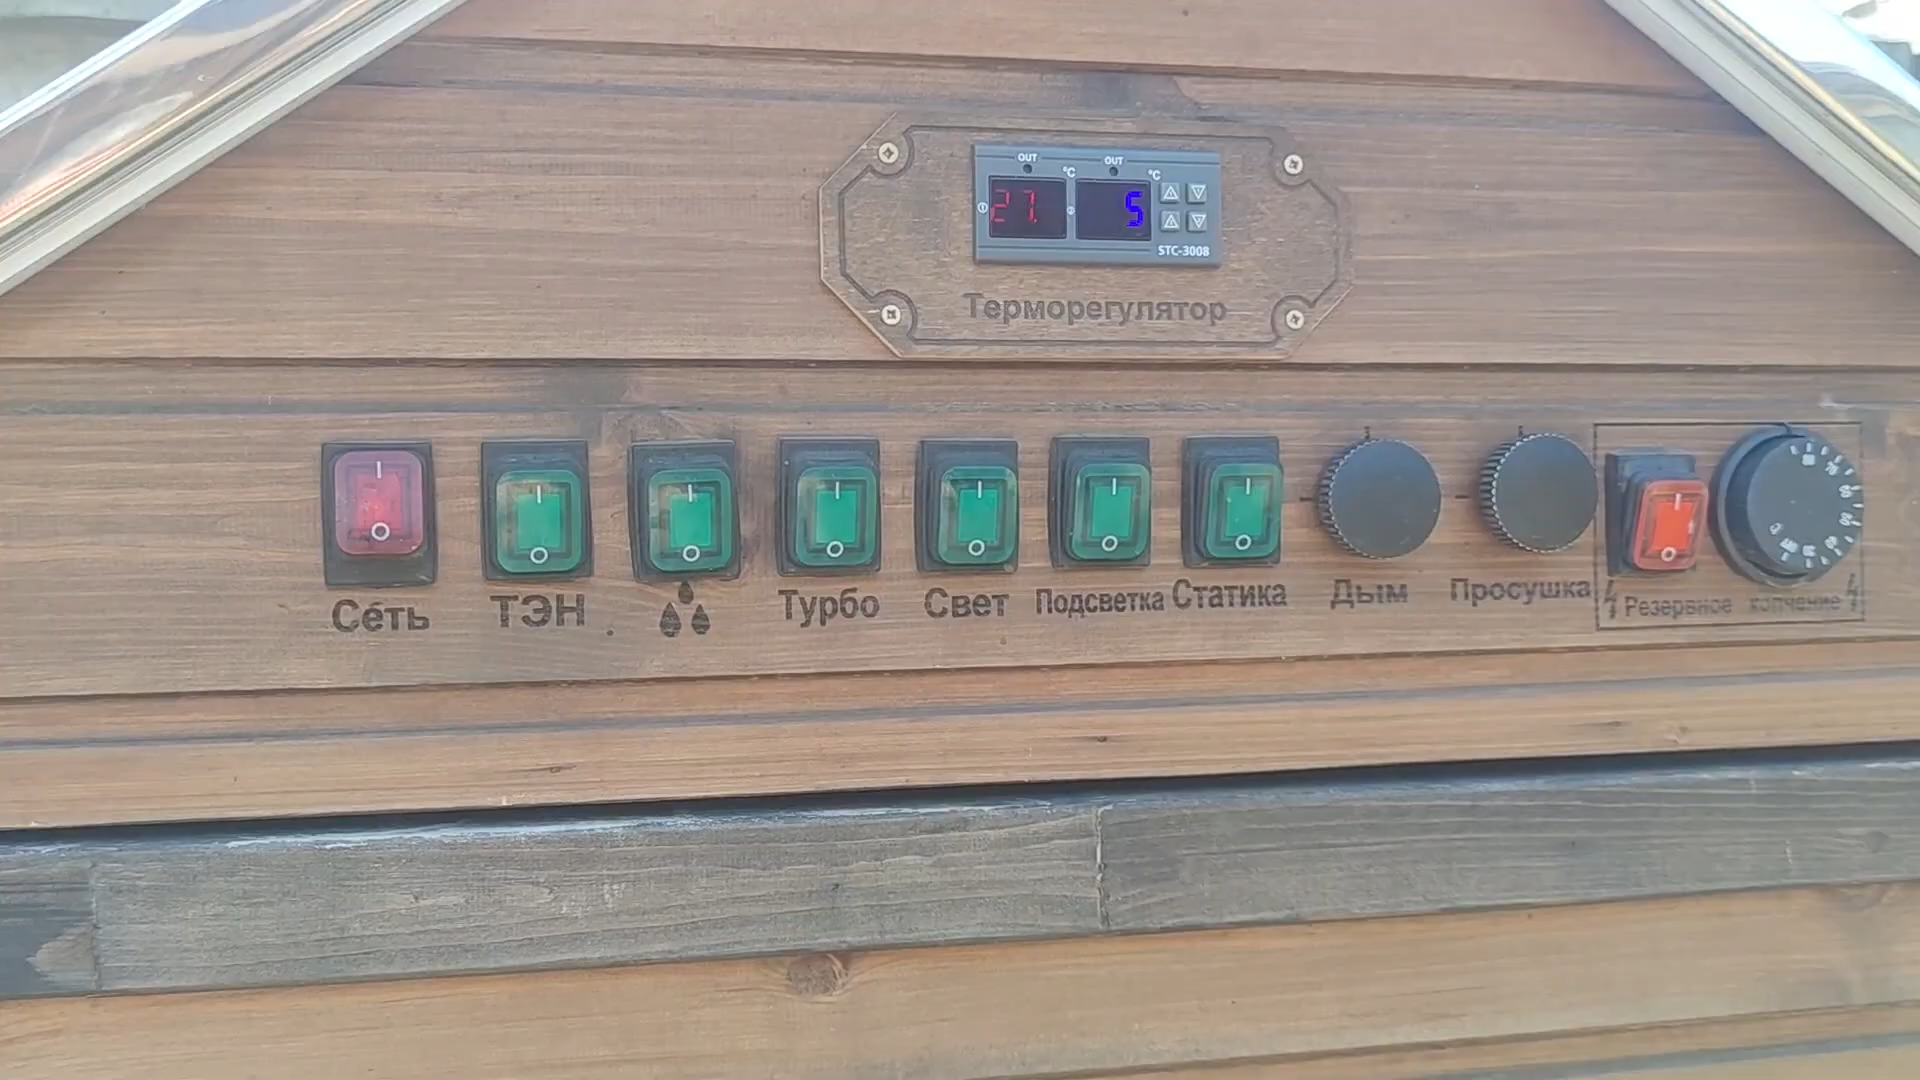 OUT OUT
°C °C
27. 5
STC-3008
Терморегулятор
Сеть ТЭН Турбо Свет Подсветка Статика Дым Просушка Резервное копчение